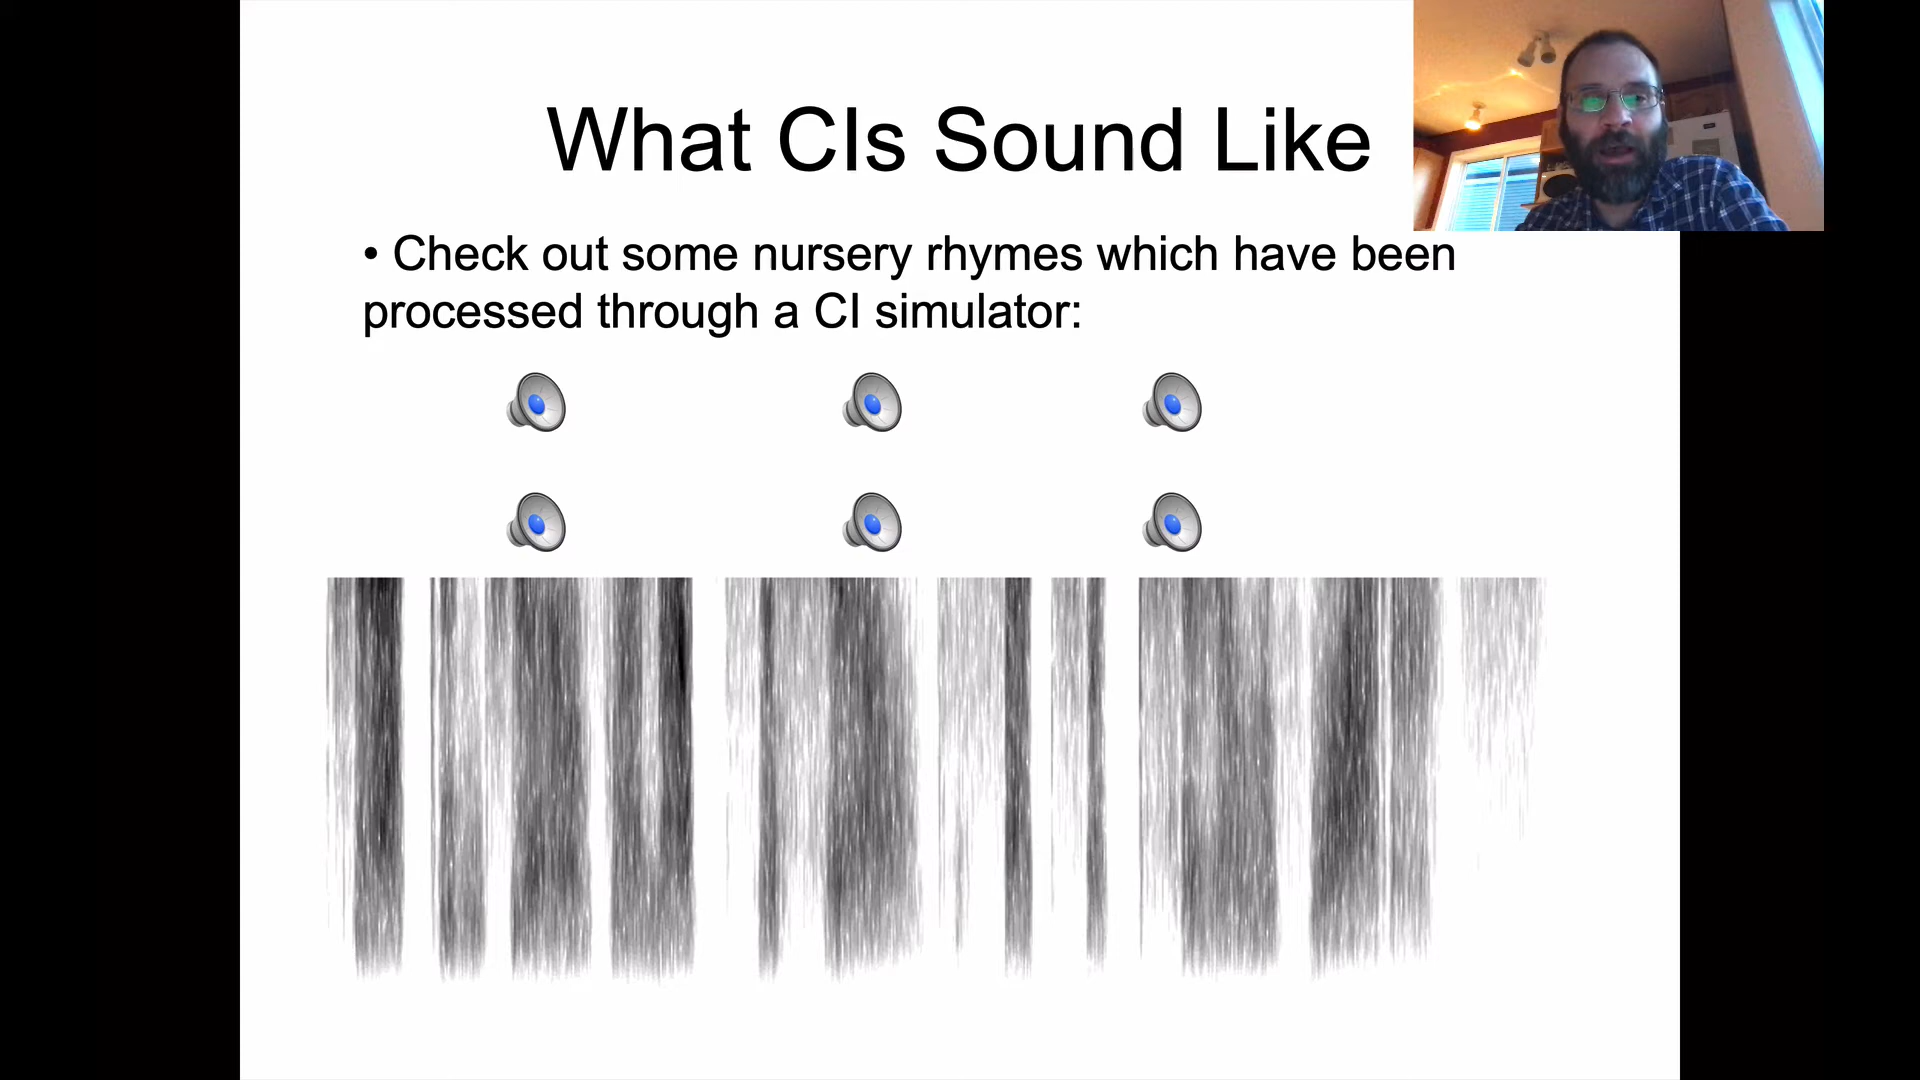 What CIs Sound Like
• Check out some nursery rhymes which have been
processed through a CI simulator: